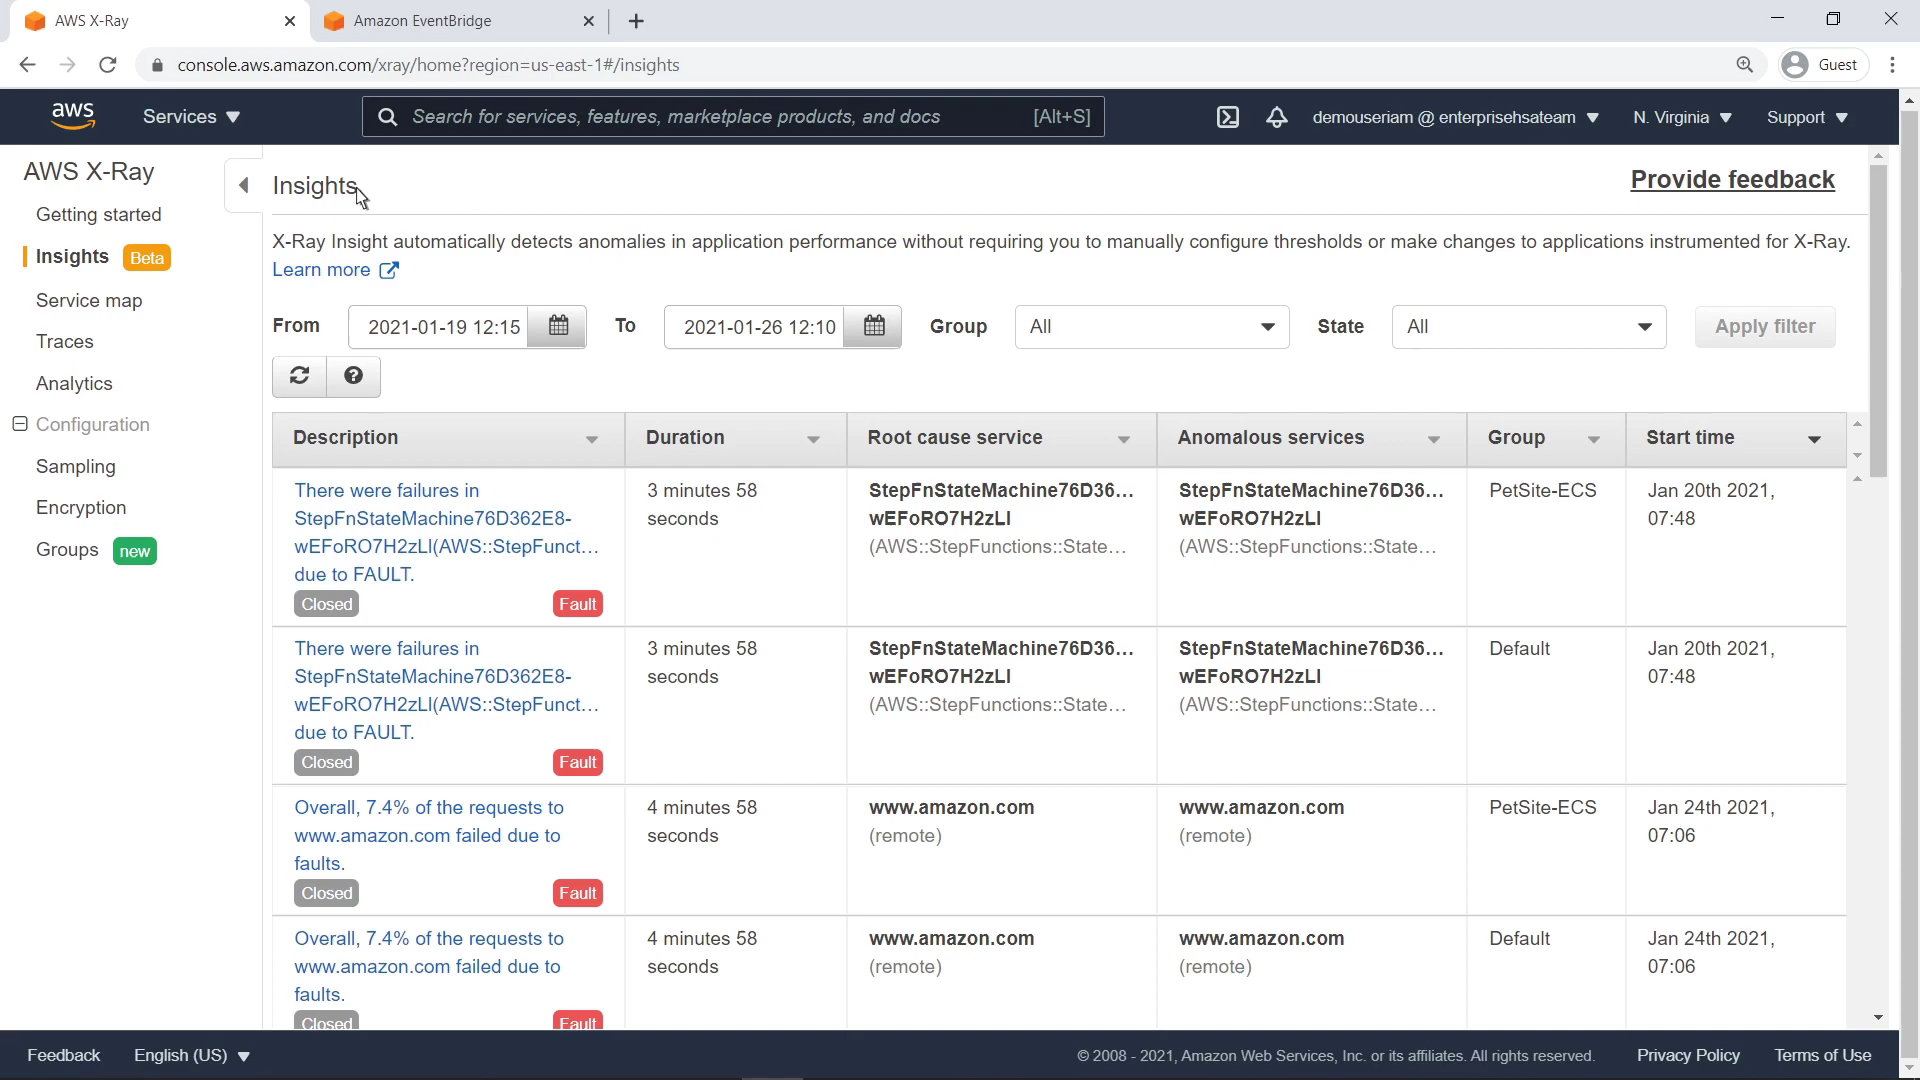 AWS X-Ray
Amazon EventBridge
console.aws.amazon.com/xray/home?region=us-east-1#/insights
Guest
aws
Services
Search for services, features, marketplace products, and docs
[Alt+S]
demouseriam @ enterprisehsateam
N. Virginia
Support
AWS X-Ray
Getting started
Insights Beta
Service map
Traces
Analytics
Configuration
Sampling
Encryption
Groups new
Insights
Provide feedback
X-Ray Insight automatically detects anomalies in application performance without requiring you to manually configure thresholds or make changes to applications instrumented for X-Ray.
Learn more
From 2021-01-19 12:15 To 2021-01-26 12:10 Group All State All Apply filter
Description Duration Root cause service Anomalous services Group Start time
There were failures in 3 minutes 58 StepFnStateMachine76D36... StepFnStateMachine76D36... PetSite-ECS Jan 20th 2021,
StepFnStateMachine76D362E8- seconds wEFoRO7H2zLI wEFoRO7H2zLI 07:48
wEFoRO7H2zLI(AWS::StepFunct... (AWS::StepFunctions::State... (AWS::StepFunctions::State...
due to FAULT.
Closed Fault
There were failures in 3 minutes 58 StepFnStateMachine76D36... StepFnStateMachine76D36... Default Jan 20th 2021,
StepFnStateMachine76D362E8- seconds wEFoRO7H2zLI wEFoRO7H2zLI 07:48
wEFoRO7H2zLI(AWS::StepFunct... (AWS::StepFunctions::State... (AWS::StepFunctions::State...
due to FAULT.
Closed Fault
Overall, 7.4% of the requests to 4 minutes 58 www.amazon.com www.amazon.com PetSite-ECS Jan 24th 2021,
www.amazon.com failed due to seconds (remote) (remote) 07:06
faults.
Closed Fault
Overall, 7.4% of the requests to 4 minutes 58 www.amazon.com www.amazon.com Default Jan 24th 2021,
www.amazon.com failed due to seconds (remote) (remote) 07:06
faults.
Closed Fault
Feedback English (US) © 2008 - 2021, Amazon Web Services, Inc. or its affiliates. All rights reserved. Privacy Policy Terms of Use